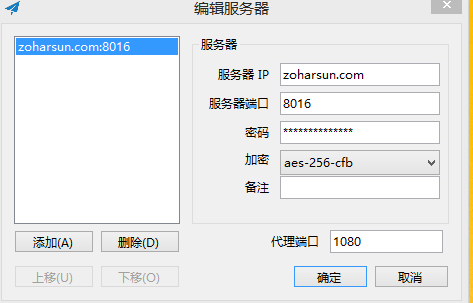 编辑服务器
zoharsun.com:8016
服务器
服务器 IP
zoharsun.com
服务器端口
8016
密码
**************
加密
aes-256-cfb
备注
添加(A)
删除(D)
代理端口
1080
上移(U)
下移(O)
确定
取消